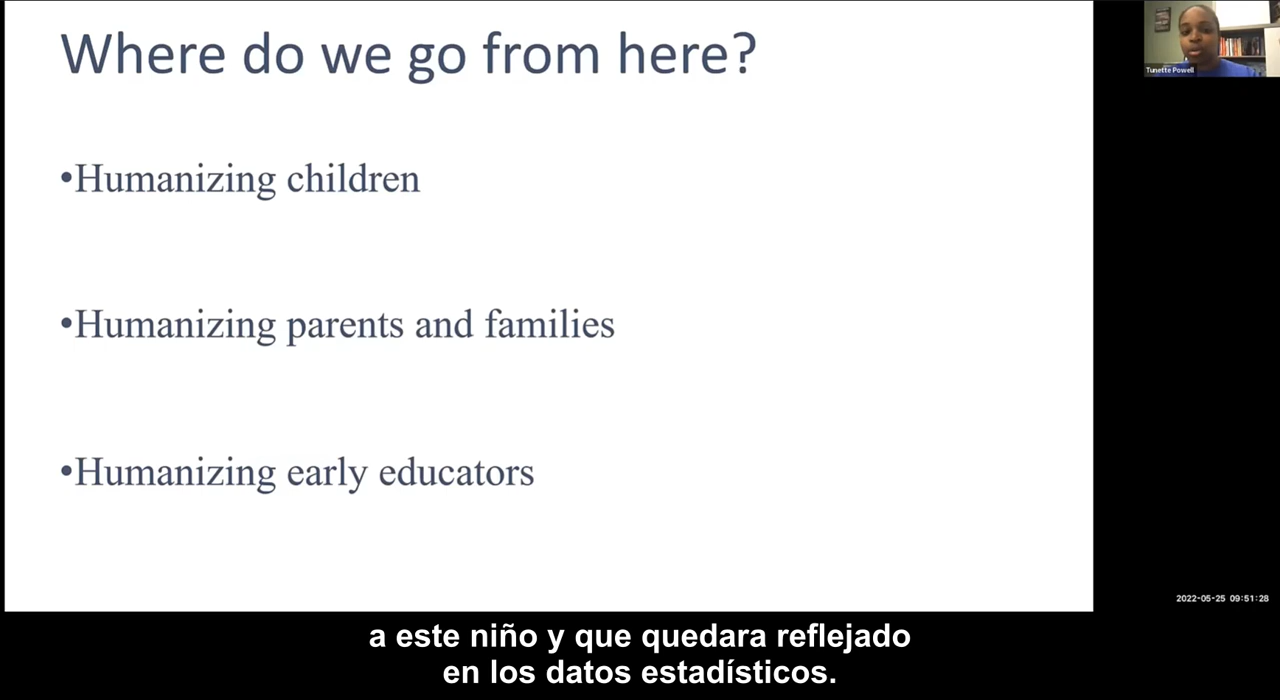 Where do we go from here?
Tunette Powell
•Humanizing children
•Humanizing parents and families
•Humanizing early educators
2022-05-25 09:51:28
a este niño y que quedara reflejado
en los datos estadísticos.